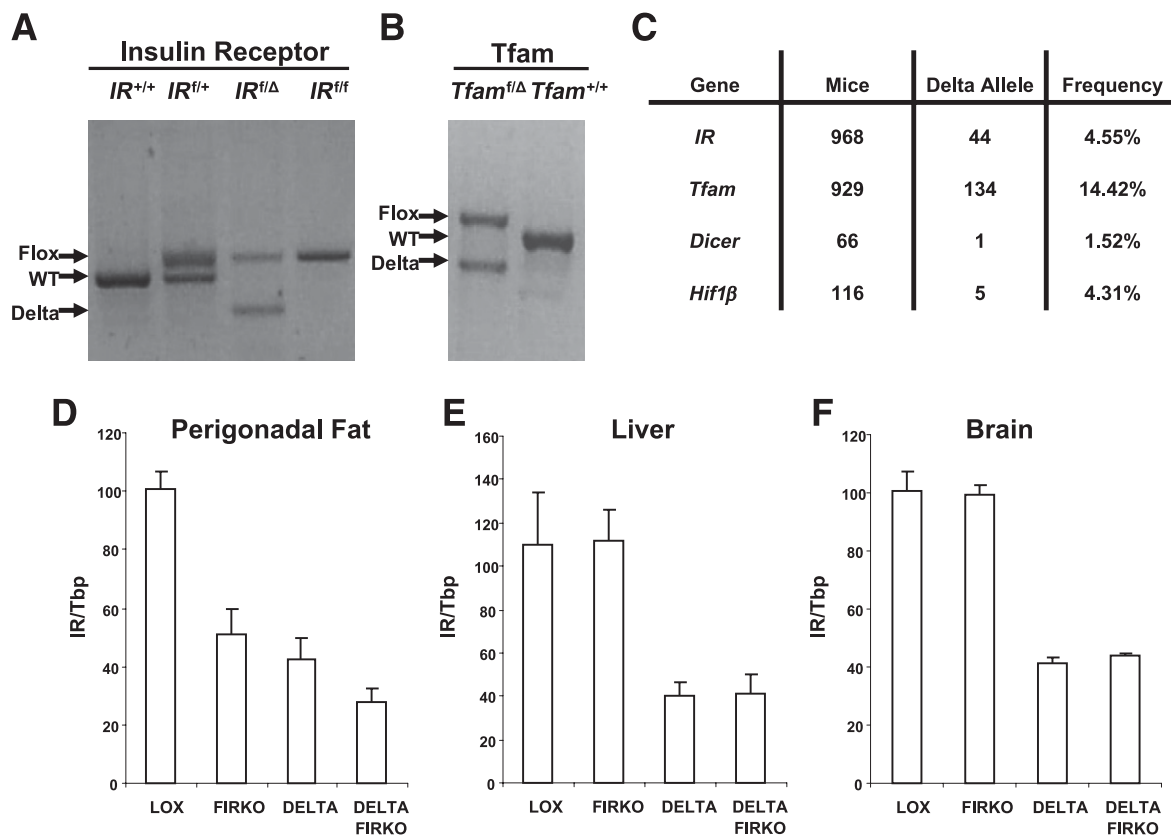 A
Insulin Receptor
IR+/+ IRf/+ IRf/Δ IRf/f
Flox
WT
Delta
B
Tfam
Tfamf/Δ Tfam+/+
Flox
WT
Delta
C
Gene Mice Delta Allele Frequency
IR 968 44 4.55%
Tfam 929 134 14.42%
Dicer 66 1 1.52%
Hif1β 116 5 4.31%
D
Perigonadal Fat
IR/Tbp
120
100
80
60
40
20
0
LOX FIRKO DELTA DELTA
FIRKO
E
Liver
IR/Tbp
160
140
120
100
80
60
40
20
0
LOX FIRKO DELTA DELTA
FIRKO
F
Brain
IR/Tbp
120
100
80
60
40
20
0
LOX FIRKO DELTA DELTA
FIRKO